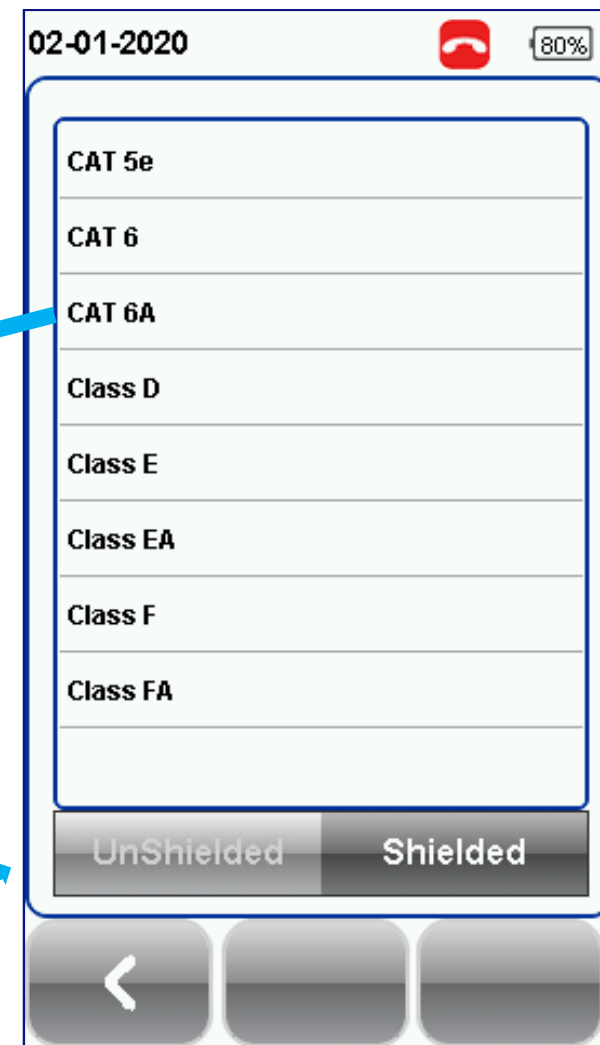 02-01-2020 80%
CAT 5e
CAT 6
CAT 6A
Class D
Class E
Class EA
Class F
Class FA
UnShielded Shielded